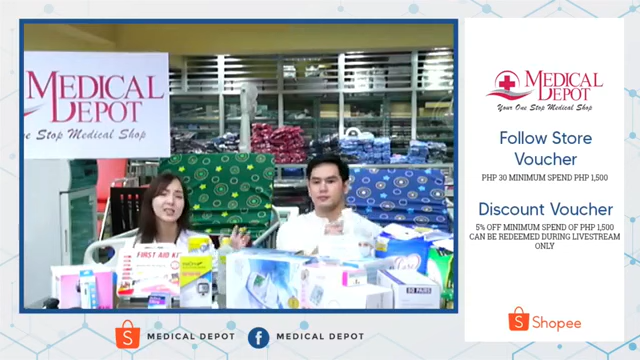 MEDICAL
DEPOT
ne Stop Medical Shop
FIRST AID KIT
MEDICAL DEPOT
MEDICAL DEPOT
MEDICAL
DEPOT
Your One Stop Medical Shop
Follow Store
Voucher
PHP 30 MINIMUM SPEND PHP 1,500
Discount Voucher
5% OFF MINIMUM SPEND OF PHP 1,500
CAN BE REDEEMED DURING LIVESTREAM
ONLY
Shopee